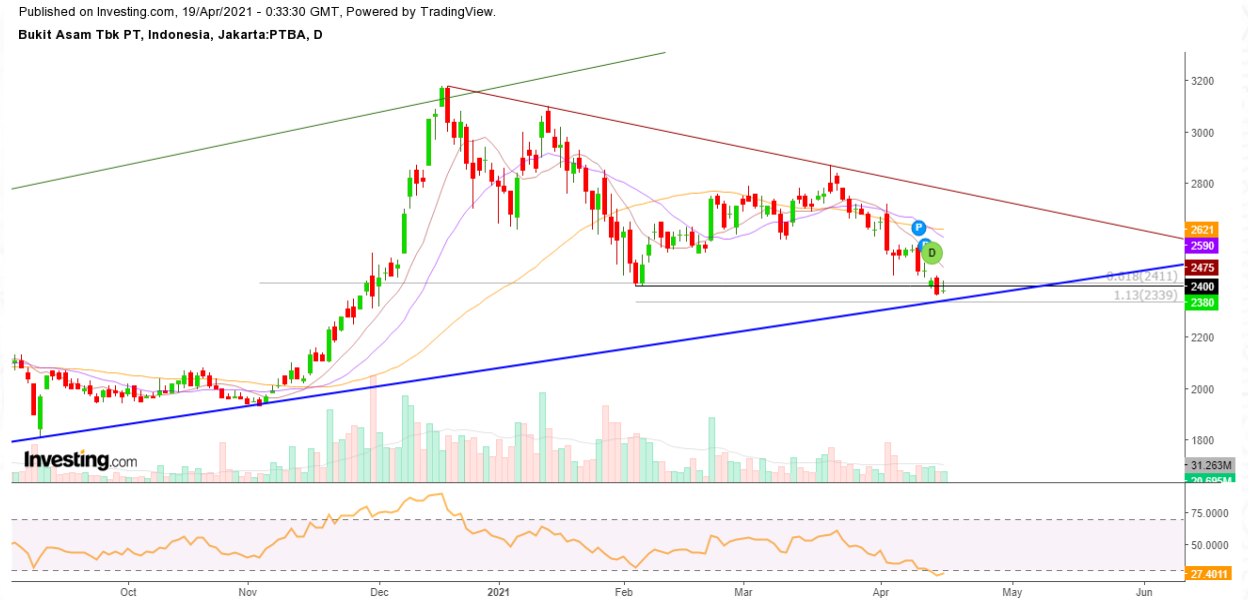 Published on Investing.com, 19/Apr/2021 - 0:33:30 GMT, Powered by TradingView.
Bukit Asam Tbk PT, Indonesia, Jakarta:PTBA, D
3200
3000
2800
P
2621
2590
D
2475
0.618(2411)
2400
1.13(2339)
2380
2200
2000
1800
Investing.com
31.263M
20.695M
75.0000
50.0000
27.4011
Oct Nov Dec 2021 Feb Mar Apr May Jun